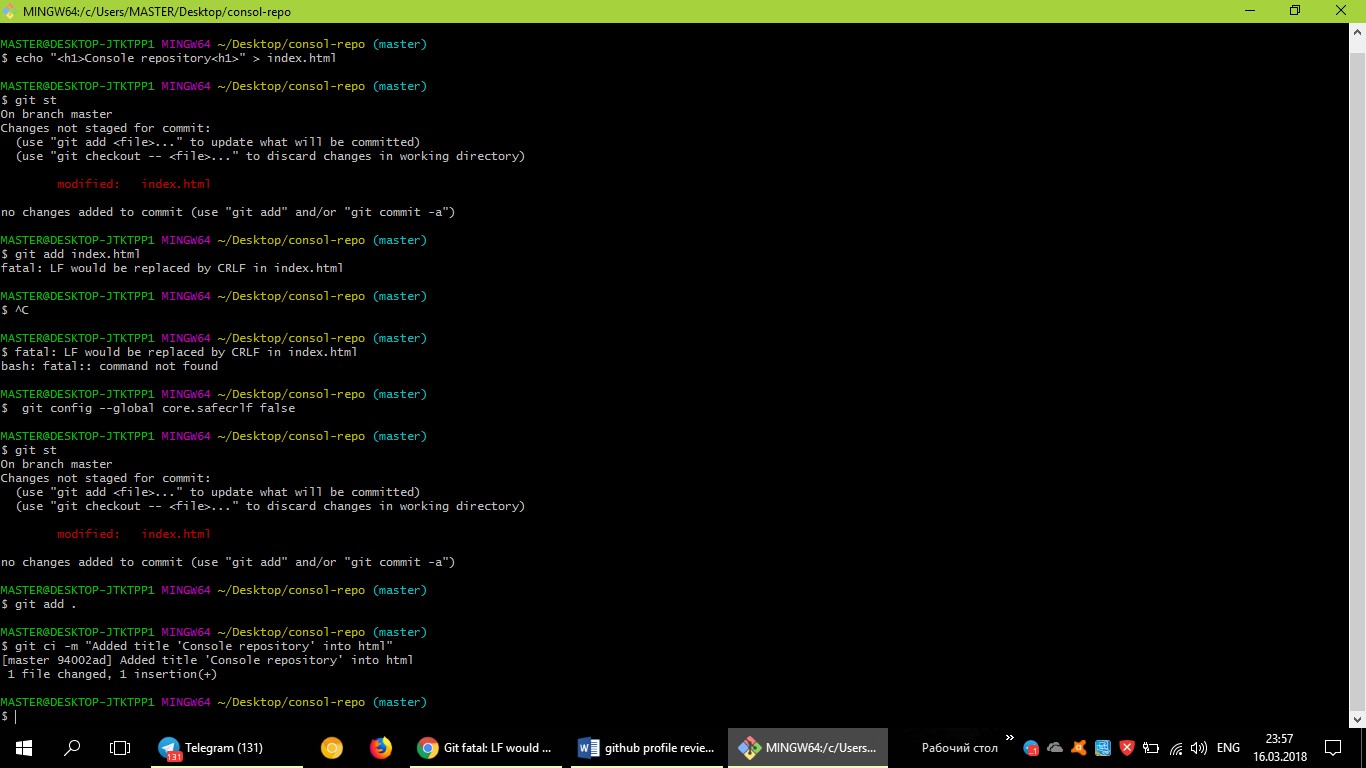 MINGW64:/c/Users/MASTER/Desktop/consol-repo
MASTER@DESKTOP-JTKTPP1 MINGW64 ~/Desktop/consol-repo (master)
$ echo "<h1>Console repository<h1>" > index.html
MASTER@DESKTOP-JTKTPP1 MINGW64 ~/Desktop/consol-repo (master)
$ git st
On branch master
Changes not staged for commit:
  (use "git add <file>..." to update what will be committed)
  (use "git checkout -- <file>..." to discard changes in working directory)
        modified:   index.html
no changes added to commit (use "git add" and/or "git commit -a")
MASTER@DESKTOP-JTKTPP1 MINGW64 ~/Desktop/consol-repo (master)
$ git add index.html
fatal: LF would be replaced by CRLF in index.html
MASTER@DESKTOP-JTKTPP1 MINGW64 ~/Desktop/consol-repo (master)
$ ^C
MASTER@DESKTOP-JTKTPP1 MINGW64 ~/Desktop/consol-repo (master)
$ fatal: LF would be replaced by CRLF in index.html
bash: fatal:: command not found
MASTER@DESKTOP-JTKTPP1 MINGW64 ~/Desktop/consol-repo (master)
$  git config --global core.safecrlf false
MASTER@DESKTOP-JTKTPP1 MINGW64 ~/Desktop/consol-repo (master)
$ git st
On branch master
Changes not staged for commit:
  (use "git add <file>..." to update what will be committed)
  (use "git checkout -- <file>..." to discard changes in working directory)
        modified:   index.html
no changes added to commit (use "git add" and/or "git commit -a")
MASTER@DESKTOP-JTKTPP1 MINGW64 ~/Desktop/consol-repo (master)
$ git add .
MASTER@DESKTOP-JTKTPP1 MINGW64 ~/Desktop/consol-repo (master)
$ git ci -m "Added title 'Console repository' into html"
[master 94002ad] Added title 'Console repository' into html
 1 file changed, 1 insertion(+)
MASTER@DESKTOP-JTKTPP1 MINGW64 ~/Desktop/consol-repo (master)
$
131
Telegram (131)
Git fatal: LF would ...
github profile revie...
MINGW64:/c/Users...
Рабочий стол
»
ENG
23:57
16.03.2018